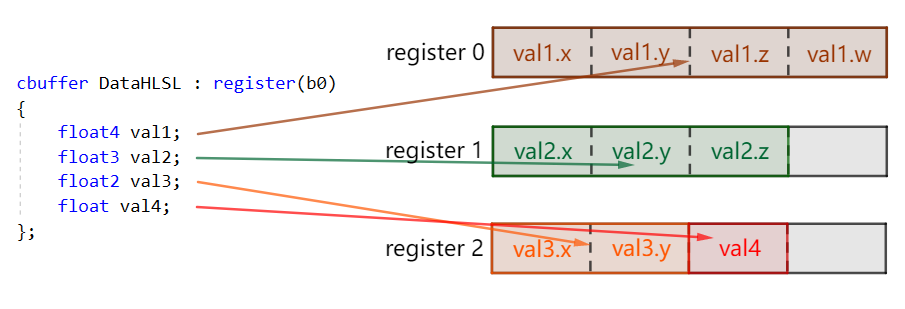 cbuffer DataHLSL : register(b0)
{
float4 val1;
float3 val2;
float2 val3;
float val4;
};
register 0 val1.x val1.y val1.z val1.w
register 1 val2.x val2.y val2.z
register 2 val3.x val3.y val4